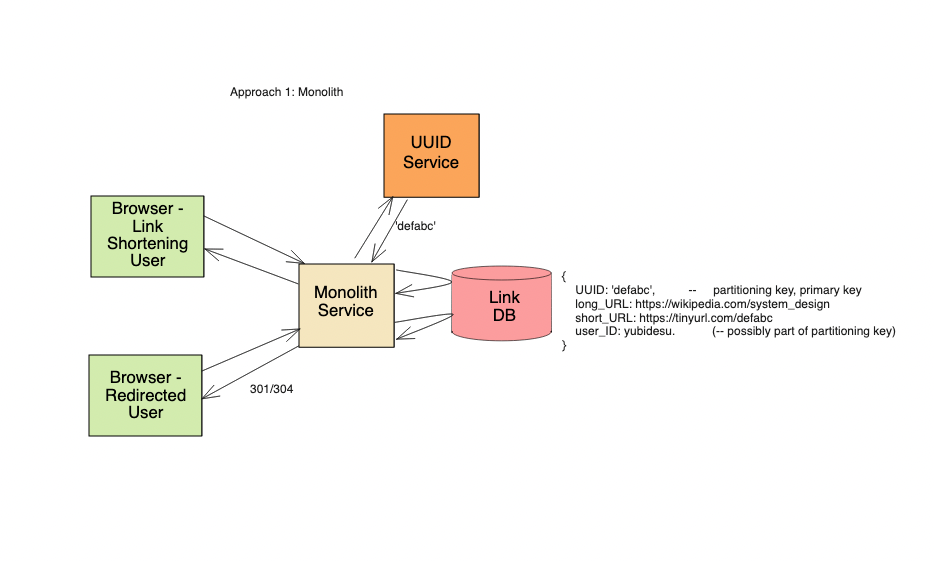 Approach 1: Monolith
UUID
Service
'defabc'
Browser -
Link
Shortening
User
Monolith
Service
Link
DB
{
UUID: 'defabc',          --     partitioning key, primary key
long_URL: https://wikipedia.com/system_design
short_URL: https://tinyurl.com/defabc
user_ID: yubidesu.          (-- possibly part of partitioning key)
}
Browser -
Redirected
User
301/304